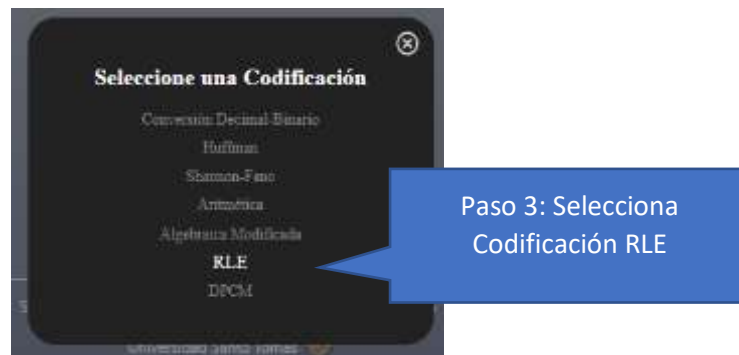 Seleccione una Codificación
Conversión Decimal-Binario
Huffman
Shannon-Fano
Aritmética
Algebraica Modificada
RLE
DPCM
Paso 3: Selecciona
Codificación RLE
Universidad Santo Tomás